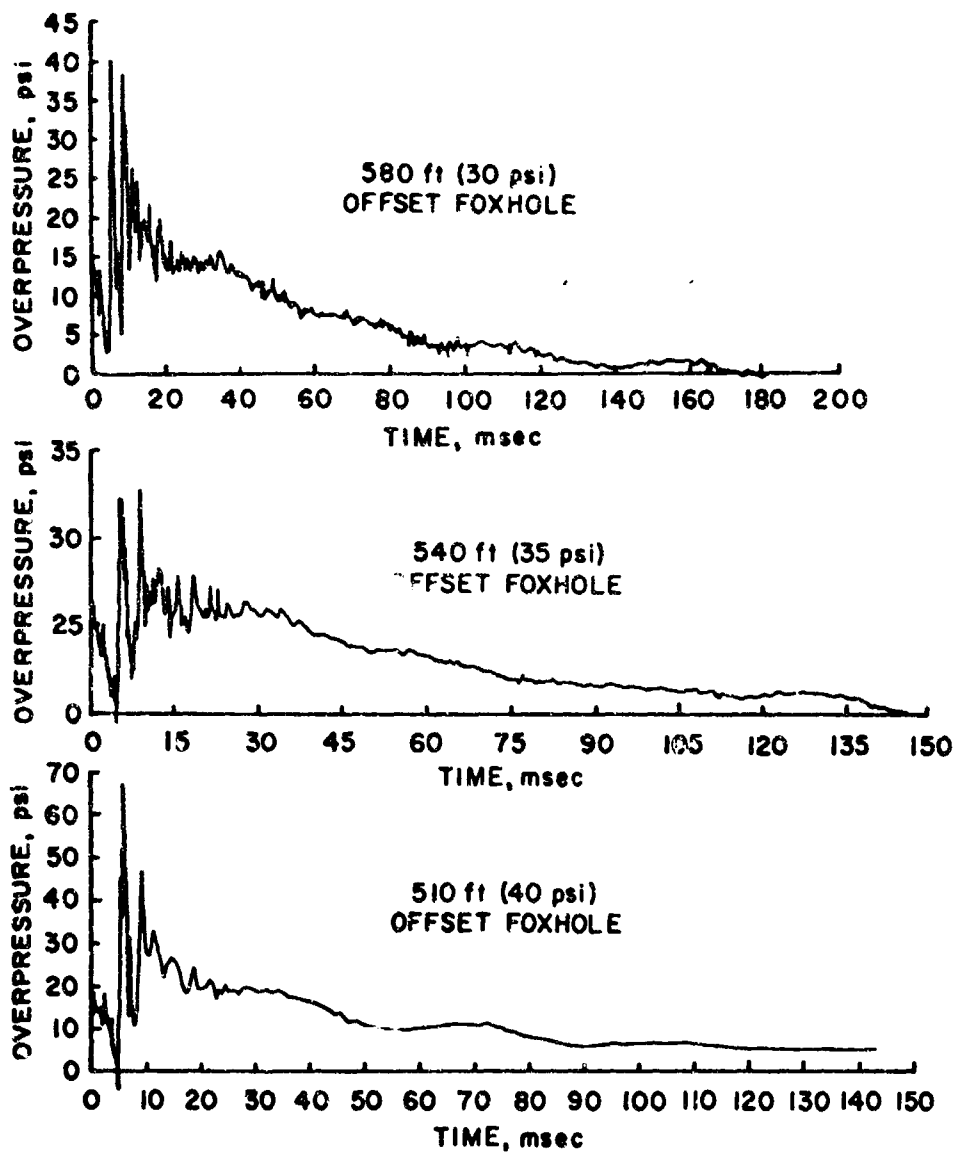 45
40
35
30
25
20
15
10
5
0
OVERPRESSURE, psi
580 ft (30 psi)
OFFSET FOXHOLE
0 20 40 60 80 100 120 140 160 180 200
TIME, msec
35
30
25
0
OVERPRESSURE, psi
540 ft (35 psi)
FFSET FOXHOLE
0 15 30 45 60 75 90 105 120 135 150
TIME, msec
70
60
50
40
30
20
10
0
OVERPRESSURE, psi
510 ft (40 psi)
OFFSET FOXHOLE
0 10 20 30 40 50 60 70 80 90 100 110 120 130 140 150
TIME, msec